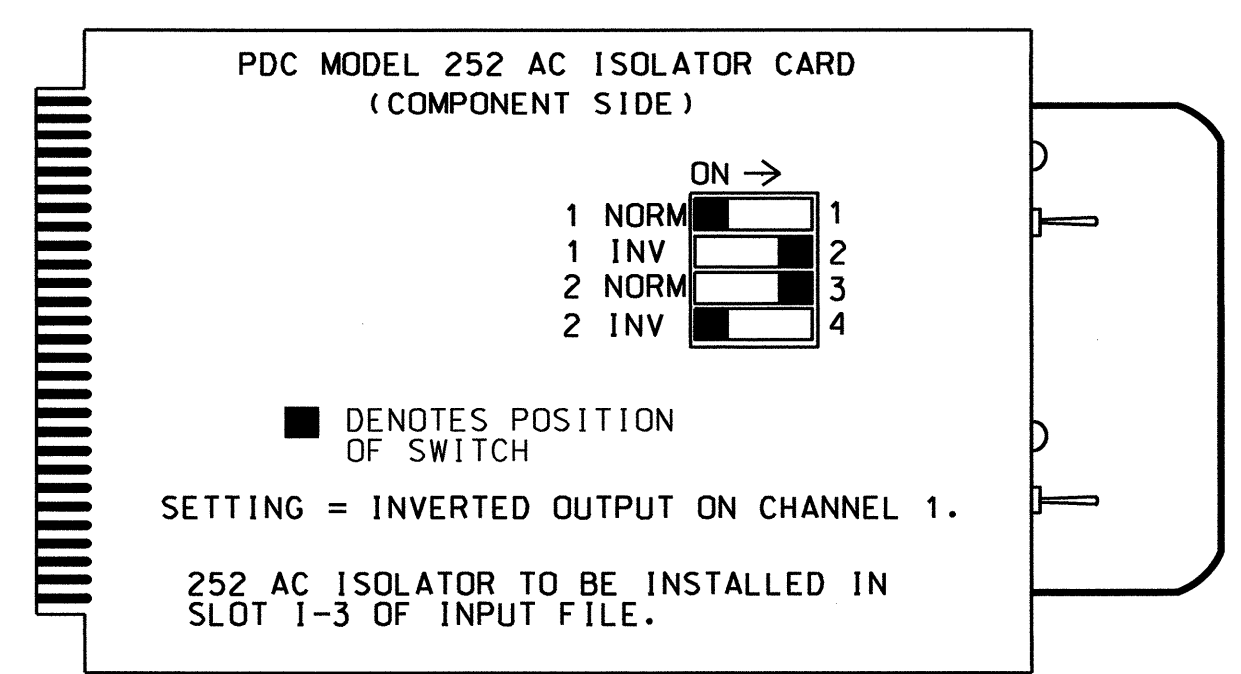 PDC MODEL 252 AC ISOLATOR CARD
(COMPONENT SIDE)
ON →
1 NORM 1
1 INV 2
2 NORM 3
2 INV 4
DENOTES POSITION
OF SWITCH
SETTING = INVERTED OUTPUT ON CHANNEL 1.
252 AC ISOLATOR TO BE INSTALLED IN
SLOT I-3 OF INPUT FILE.